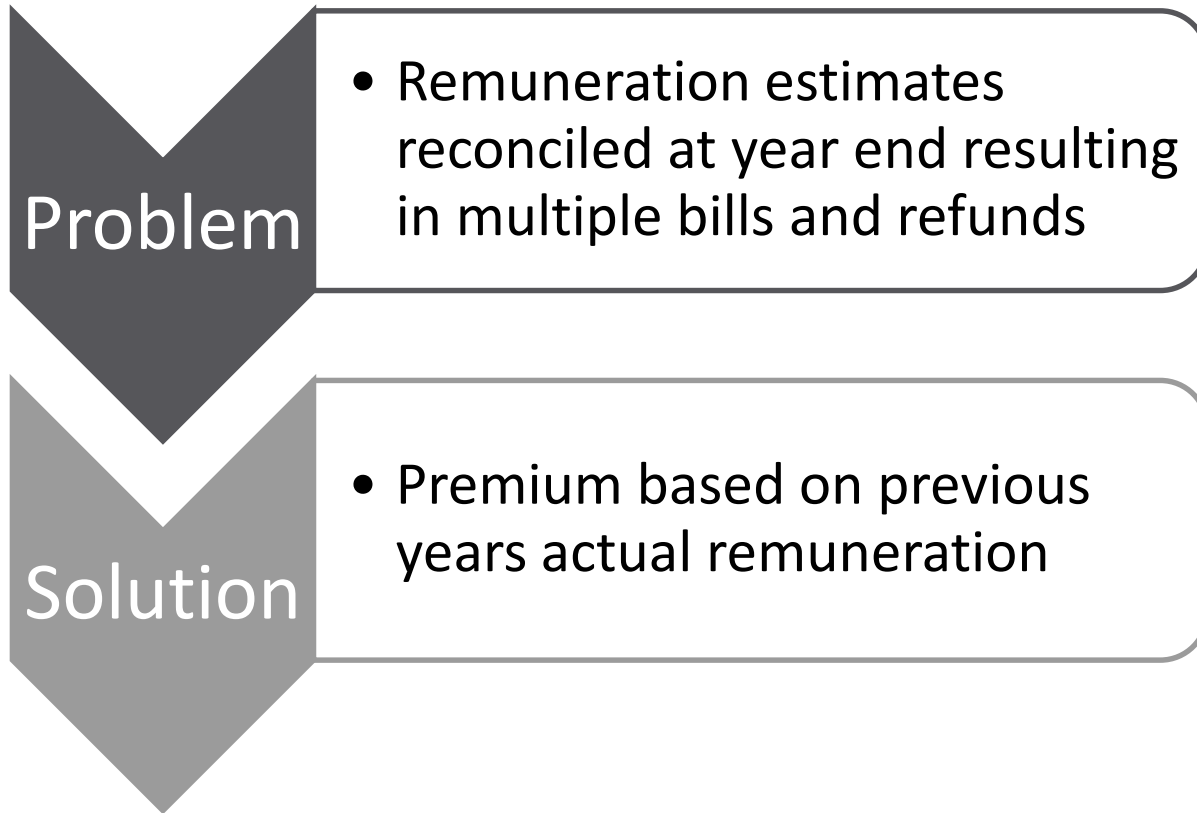 Problem
• Remuneration estimates
reconciled at year end resulting
in multiple bills and refunds
Solution
• Premium based on previous
years actual remuneration